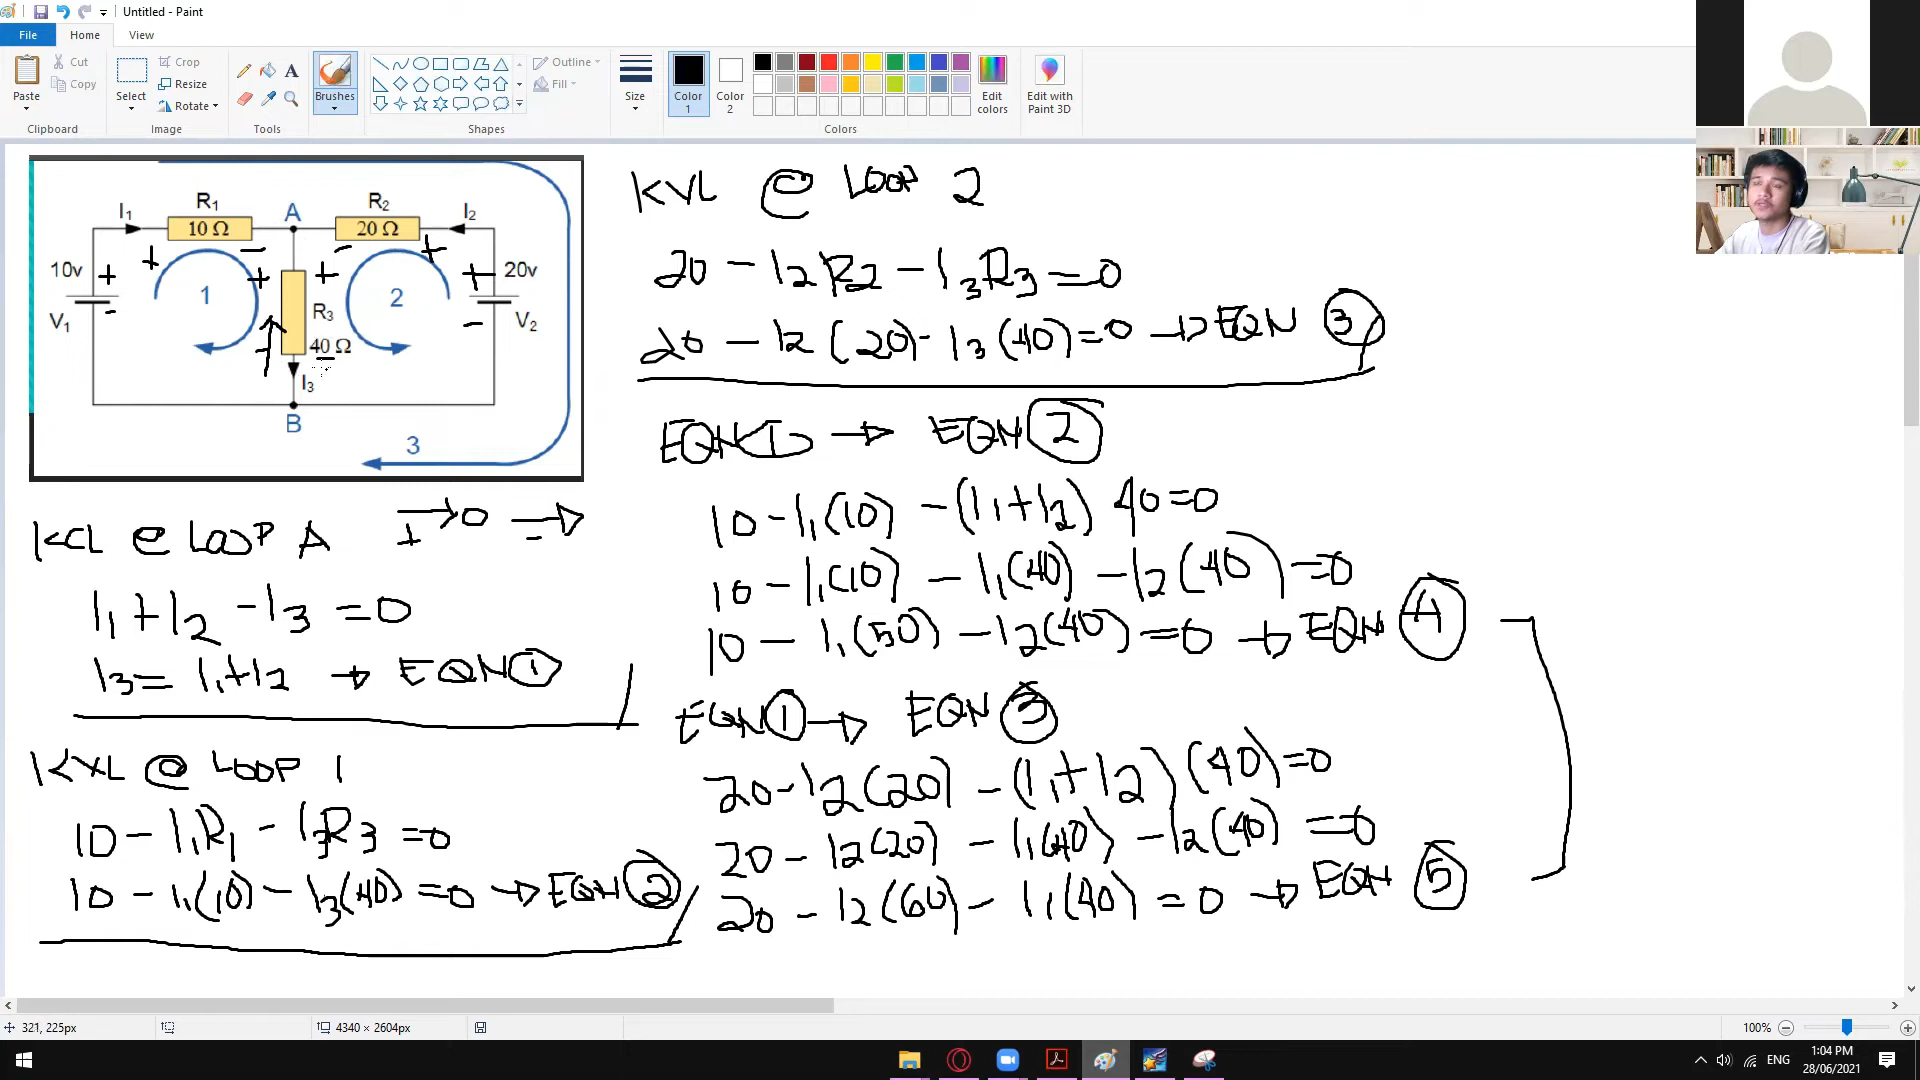 Untitled - Paint
File Home View
Paste
Cut
Copy
Clipboard
Select
Crop
Resize
Rotate
Image
Tools
Brushes
Outline
Fill
Shapes
Size
Color 1
Color 2
Edit colors
Edit with Paint 3D
Colors
I1 R1 A R2 I2
10 Ω 20 Ω
+ - - +
10v + + + + 20v
1 2
- R3 -
V1 V2
40 Ω
I3
B
3
KCL @ LOOP A + → 0 - →
I1 + I2 - I3 = 0
I3 = I1 + I2 → EQN 1
KVL @ LOOP 1
10 - I1R1 - I3R3 = 0
10 - I1(10) - I3(40) = 0 → EQN 2
KVL @ LOOP 2
20 - I2R2 - I3R3 = 0
20 - I2(20) - I3(40) = 0 → EQN 3
EQN 1 → EQN 2
10 - I1(10) - (I1 + I2) 40 = 0
10 - I1(10) - I1(40) - I2(40) = 0
10 - I1(50) - I2(40) = 0 → EQN 4
EQN 1 → EQN 3
20 - I2(20) - (I1 + I2)(40) = 0
20 - I2(20) - I1(40) - I2(40) = 0
20 - I2(60) - I1(40) = 0 → EQN 5
321, 225px
4340 × 2604px
100%
ENG
1:04 PM
28/06/2021